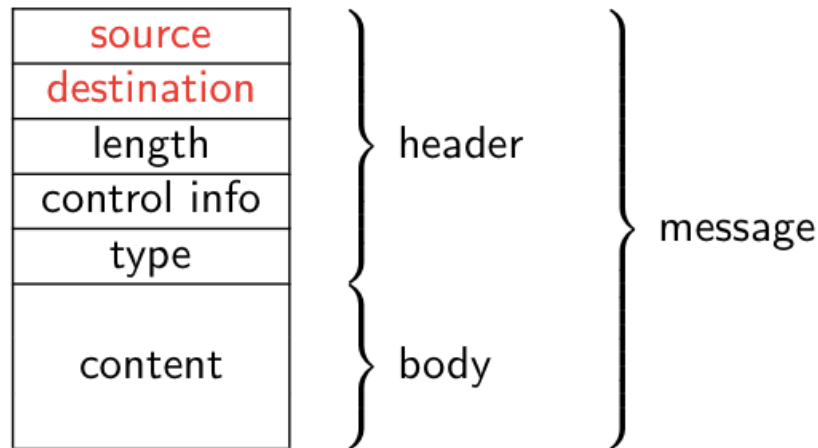 source
destination
length
control info
type
content
header
body
message